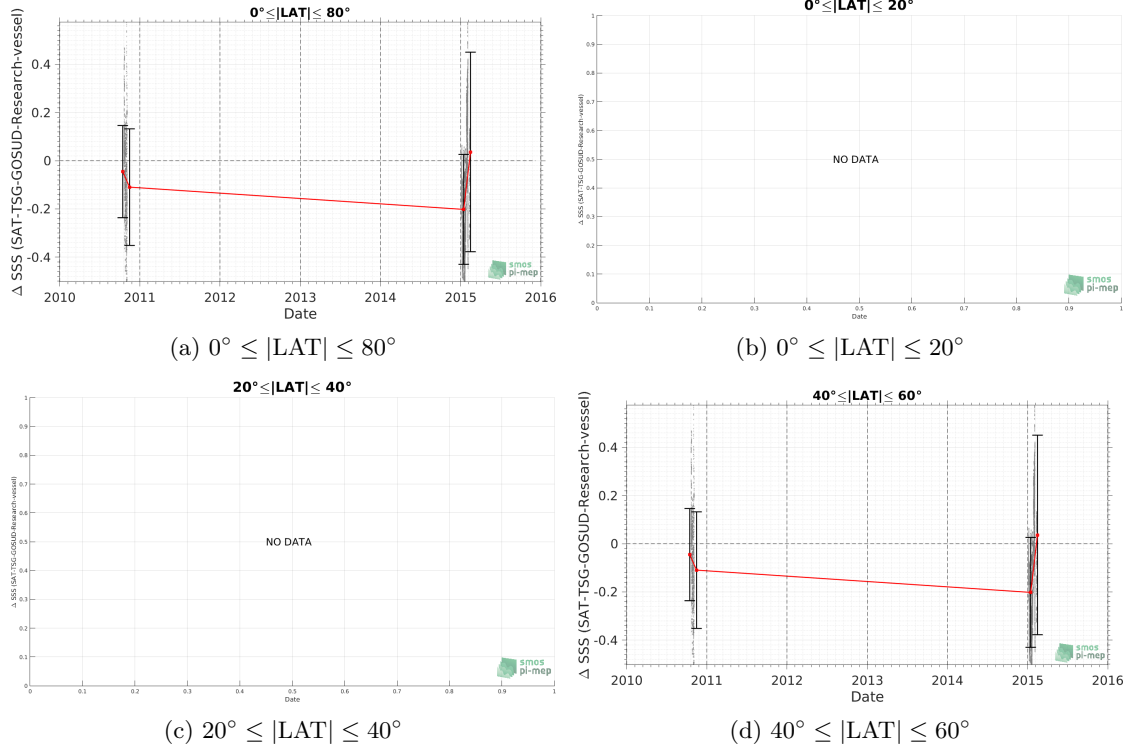 0°≤|LAT|≤ 80°
Δ SSS (SAT-TSG-GOSUD-Research-vessel)
0.4
0.2
0
-0.2
-0.4
2010 2011 2012 2013 2014 2015 2016
Date
smos
pi-mep
(a) 0° ≤ |LAT| ≤ 80°
0°≤|LAT|≤ 20°
Δ SSS (SAT-TSG-GOSUD-Research-vessel)
1
0.9
0.8
0.7
0.6
0.5
0.4
0.3
0.2
0.1
0
NO DATA
0 0.1 0.2 0.3 0.4 0.5 0.6 0.7 0.8 0.9 1
Date
smos
pi-mep
(b) 0° ≤ |LAT| ≤ 20°
20°≤|LAT|≤ 40°
Δ SSS (SAT-TSG-GOSUD-Research-vessel)
1
0.9
0.8
0.7
0.6
0.5
0.4
0.3
0.2
0.1
0
NO DATA
0 0.1 0.2 0.3 0.4 0.5 0.6 0.7 0.8 0.9 1
Date
smos
pi-mep
(c) 20° ≤ |LAT| ≤ 40°
40°≤|LAT|≤ 60°
Δ SSS (SAT-TSG-GOSUD-Research-vessel)
0.4
0.2
0
-0.2
-0.4
2010 2011 2012 2013 2014 2015 2016
Date
smos
pi-mep
(d) 40° ≤ |LAT| ≤ 60°